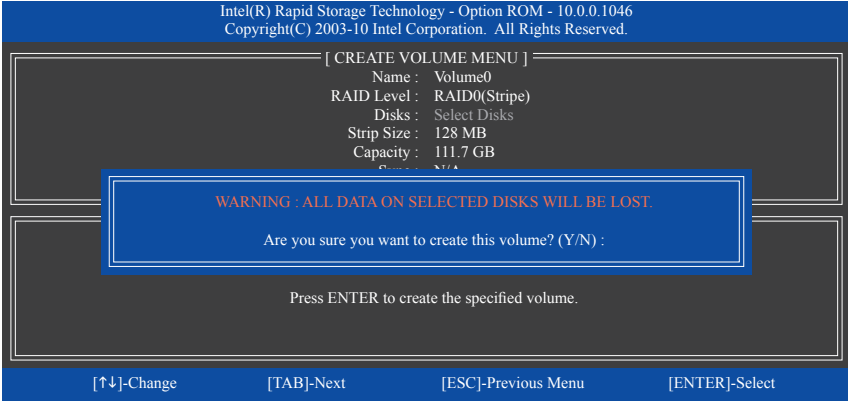 Intel(R) Rapid Storage Technology - Option ROM - 10.0.0.1046
Copyright(C) 2003-10 Intel Corporation.  All Rights Reserved.
[ CREATE VOLUME MENU ]
Name :  Volume0
RAID Level :  RAID0(Stripe)
Disks :  Select Disks
Strip Size :  128 MB
Capacity :  111.7 GB
Sync :  N/A
WARNING : ALL DATA ON SELECTED DISKS WILL BE LOST.
Are you sure you want to create this volume? (Y/N) :
Press ENTER to create the specified volume.
[↑↓]-Change [TAB]-Next [ESC]-Previous Menu [ENTER]-Select